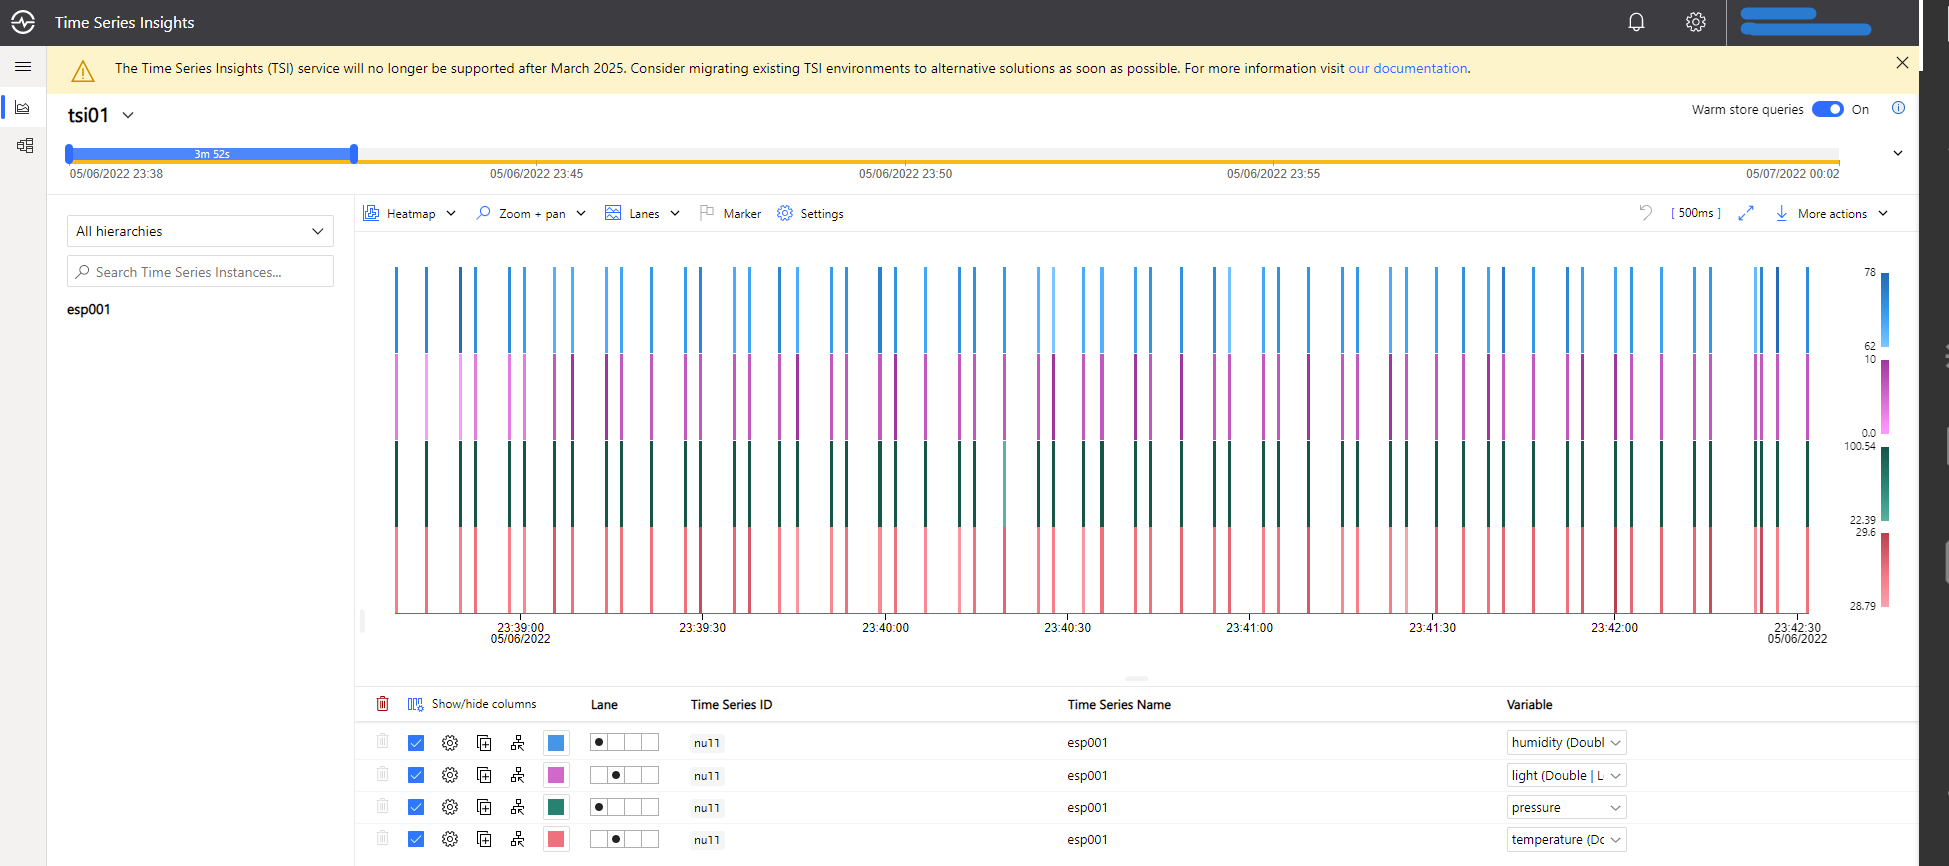 Time Series Insights
The Time Series Insights (TSI) service will no longer be supported after March 2025. Consider migrating existing TSI environments to alternative solutions as soon as possible. For more information visit our documentation.
tsi01
Warm store queries On
3m 52s
05/06/2022 23:38 05/06/2022 23:45 05/06/2022 23:50 05/06/2022 23:55 05/07/2022 00:02
Heatmap Zoom + pan Lanes Marker Settings [ 500ms ] More actions
All hierarchies
Search Time Series Instances...
esp001
78
62
10
0.0
100.54
22.39
29.6
28.79
23:39:00 23:39:30 23:40:00 23:40:30 23:41:00 23:41:30 23:42:00 23:42:30
05/06/2022 05/06/2022
Show/hide columns Lane Time Series ID Time Series Name Variable
null esp001 humidity (Doubl
null esp001 light (Double | L
null esp001 pressure
null esp001 temperature (Dc